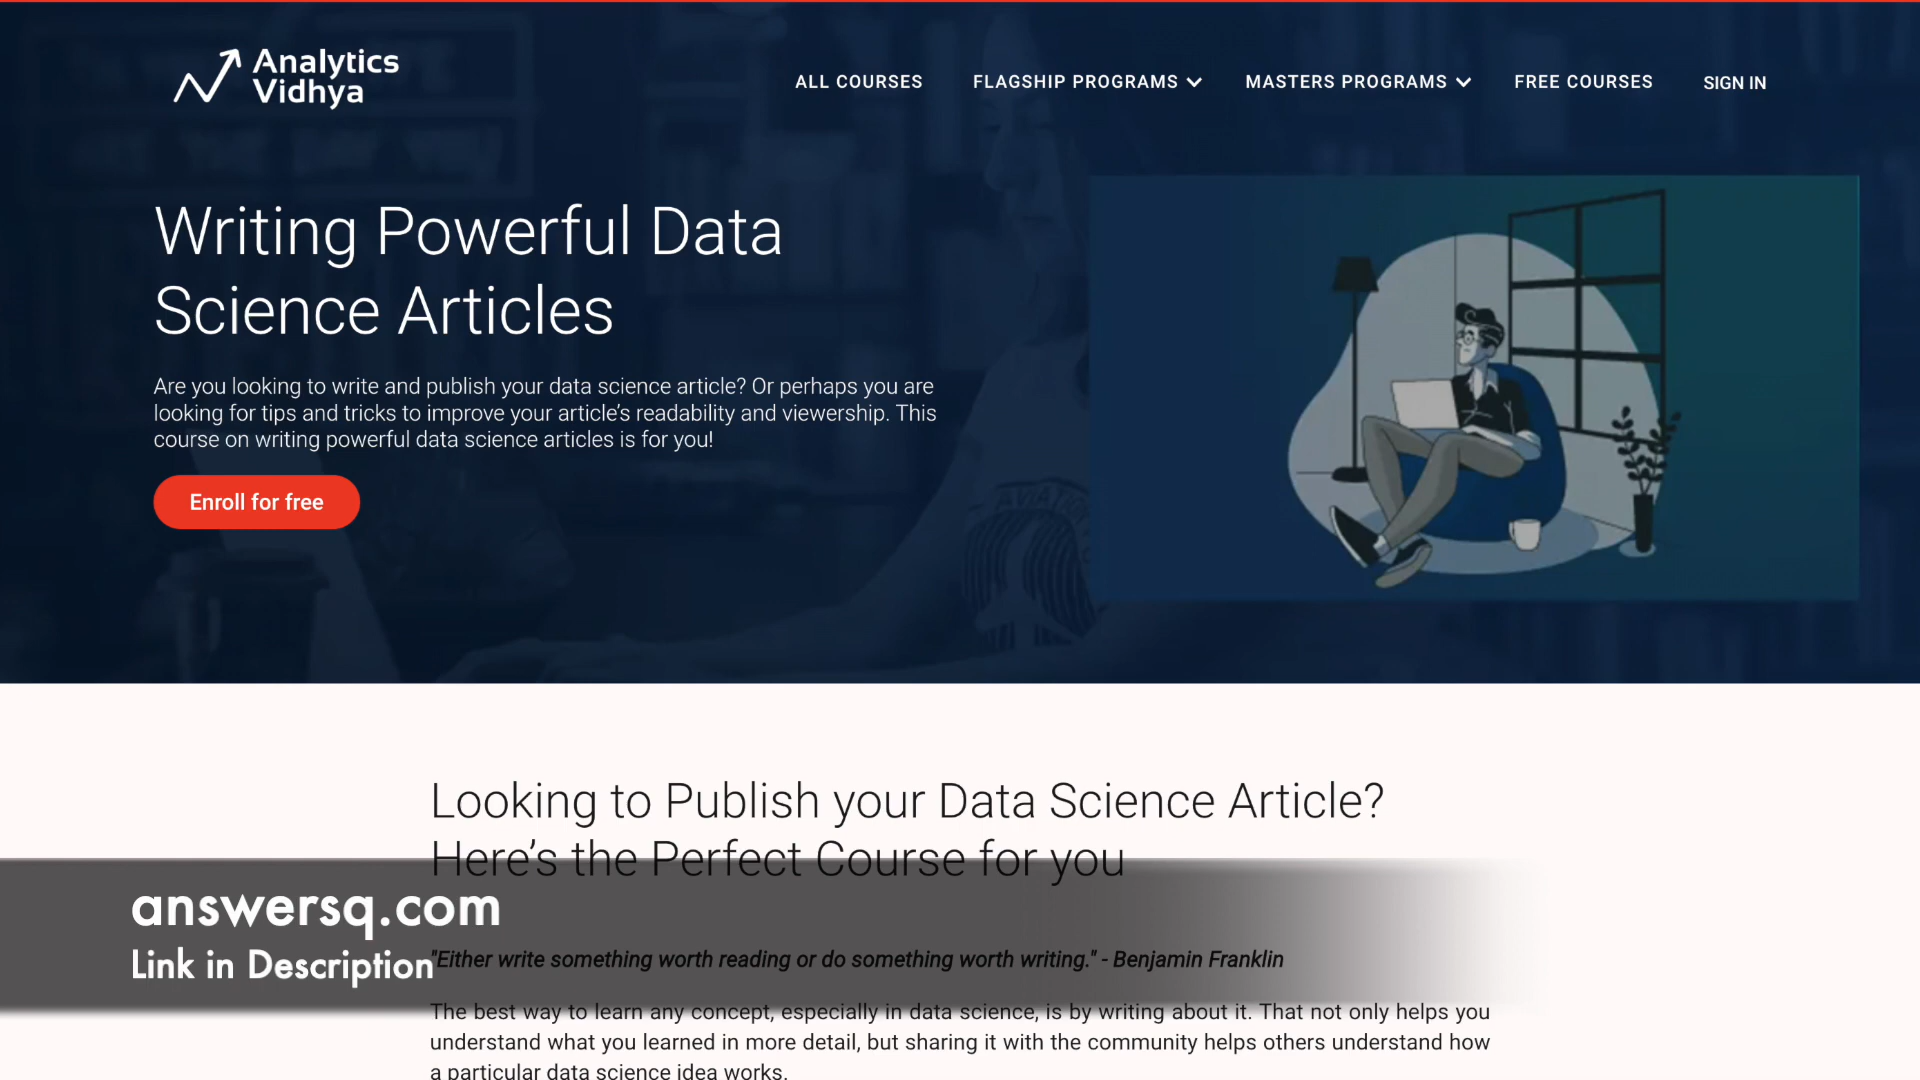 Analytics
Vidhya
ALL COURSES
FLAGSHIP PROGRAMS
MASTERS PROGRAMS
FREE COURSES
SIGN IN
Writing Powerful Data
Science Articles
Are you looking to write and publish your data science article? Or perhaps you are
looking for tips and tricks to improve your article's readability and viewership. This
course on writing powerful data science articles is for you!
Enroll for free
Looking to Publish your Data Science Article?
Here's the Perfect Course for you
answersq.com
Link in Description
"Either write something worth reading or do something worth writing." - Benjamin Franklin
The best way to learn any concept, especially in data science, is by writing about it. That not only helps you
understand what you learned in more detail, but sharing it with the community helps others understand how
a particular data science idea works.